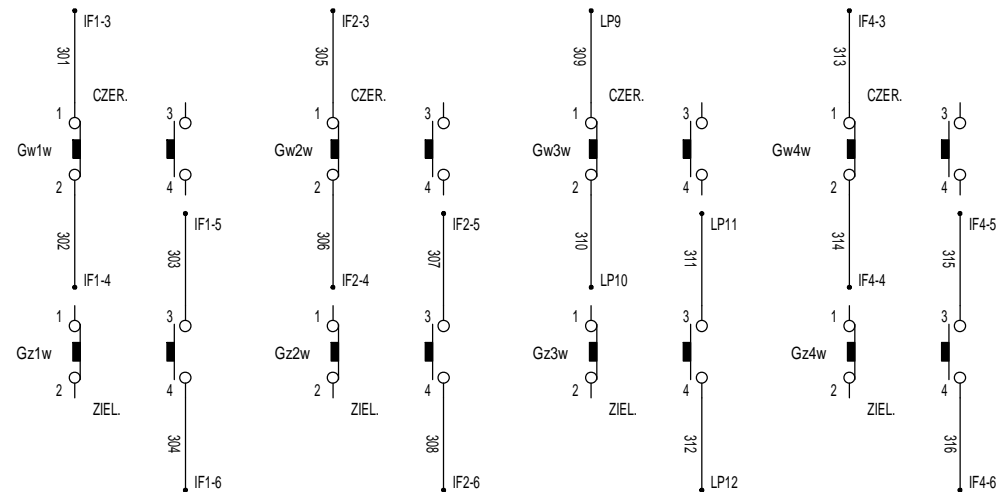 IF1-3 IF2-3 LP9 IF4-3
301 305 309 313
CZER. CZER. CZER. CZER.
1 3 1 3 1 3 1 3
Gw1w Gw2w Gw3w Gw4w
2 4 2 4 2 4 2 4
IF1-5 IF2-5 LP11 IF4-5
302 303 306 307 310 311 314 315
IF1-4 IF2-4 LP10 IF4-4
1 3 1 3 1 3 1 3
Gz1w Gz2w Gz3w Gz4w
2 4 2 4 2 4 2 4
ZIEL. ZIEL. ZIEL. ZIEL.
304 308 312 316
IF1-6 IF2-6 LP12 IF4-6